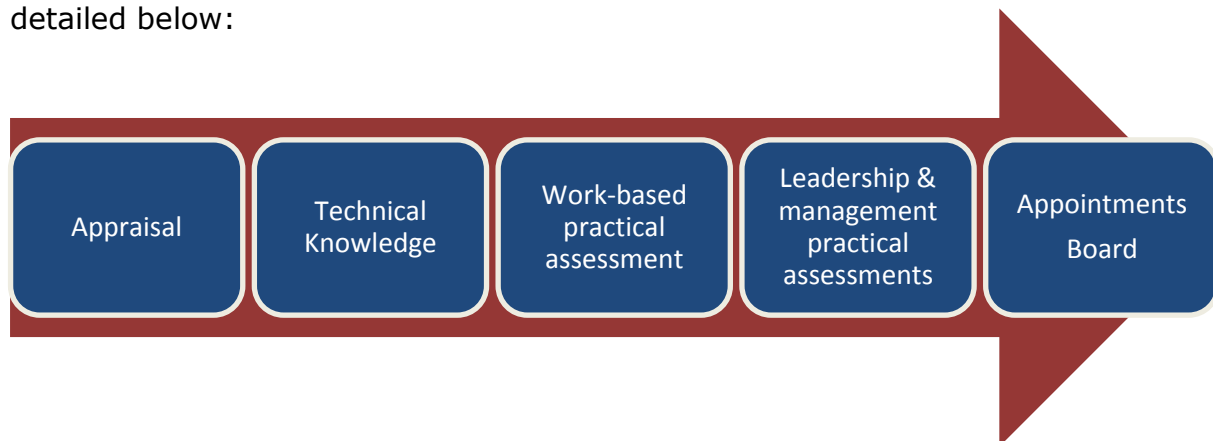 detailed below:
Appraisal
Technical
Knowledge
Work-based
practical
assessment
Leadership &
management
practical
assessments
Appointments
Board